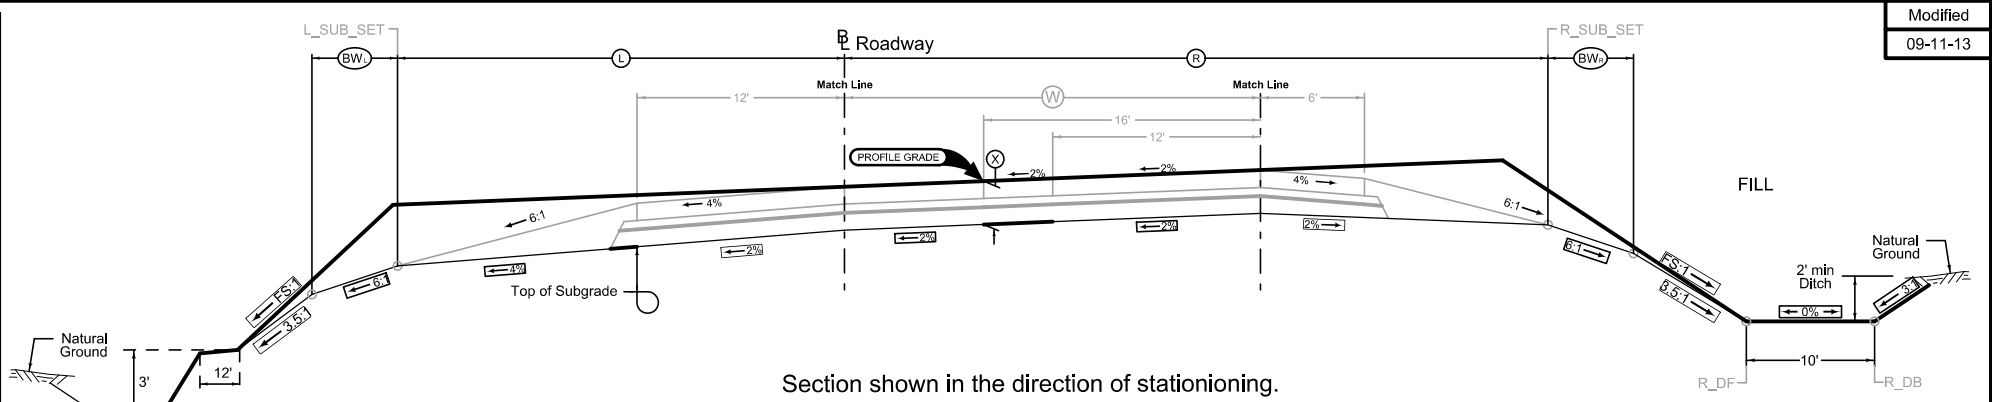 Modified
09-11-13
L_SUB_SET
BL Roadway
R_SUB_SET
BWL
L
R
BWR
Match Line
Match Line
12'
W
6'
16'
12'
PROFILE GRADE
X
2%
2%
4%
4%
6:1
6:1
FILL
2%
2%
2%
2%
4%
6:1
6:1
FS:1
3.5:1
FS:1
3.5:1
Top of Subgrade
Natural
Ground
2' min
Ditch
3:1
0%
10'
R_DF
R_DB
Natural
Ground
12'
3'
Section shown in the direction of stationioning.